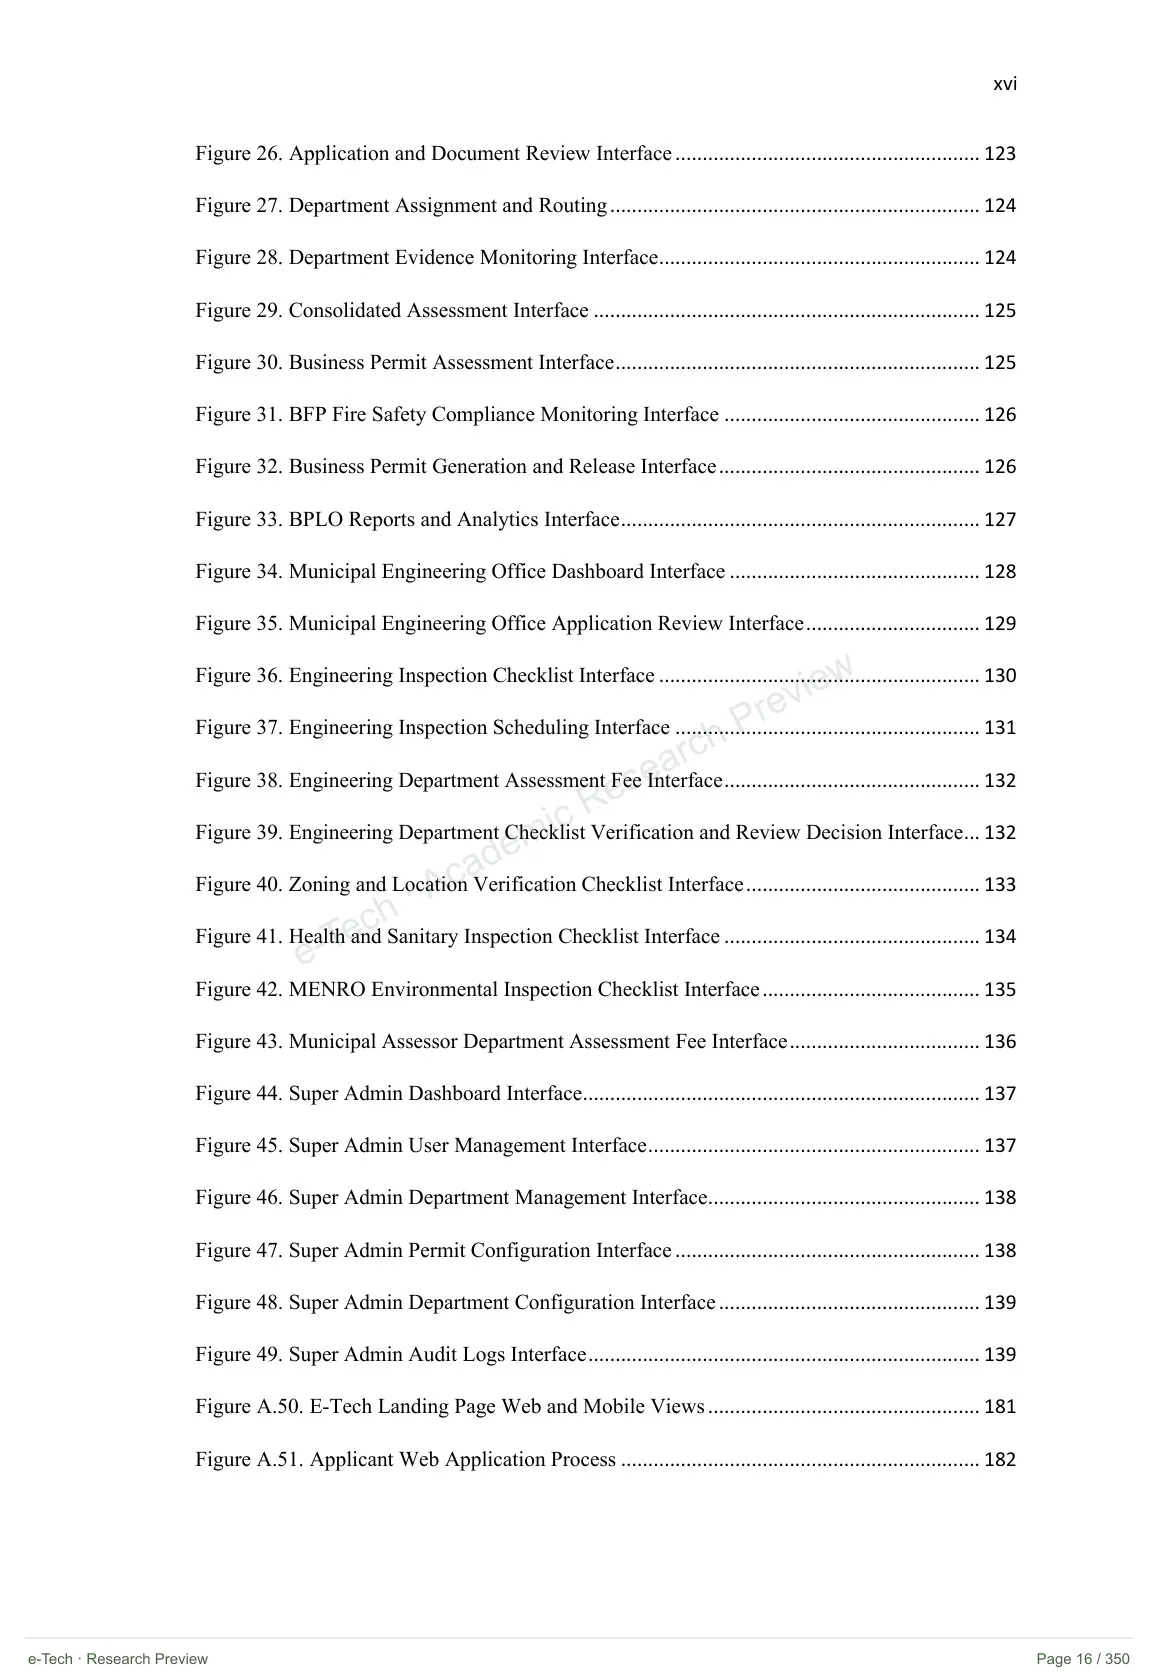 xvi
Figure 26. Application and Document Review Interface ........................................................ 123
Figure 27. Department Assignment and Routing .................................................................... 124
Figure 28. Department Evidence Monitoring Interface........................................................... 124
Figure 29. Consolidated Assessment Interface ....................................................................... 125
Figure 30. Business Permit Assessment Interface................................................................... 125
Figure 31. BFP Fire Safety Compliance Monitoring Interface ............................................... 126
Figure 32. Business Permit Generation and Release Interface ................................................ 126
Figure 33. BPLO Reports and Analytics Interface.................................................................. 127
Figure 34. Municipal Engineering Office Dashboard Interface .............................................. 128
Figure 35. Municipal Engineering Office Application Review Interface ................................ 129
Figure 36. Engineering Inspection Checklist Interface ........................................................... 130
Figure 37. Engineering Inspection Scheduling Interface ........................................................ 131
Figure 38. Engineering Department Assessment Fee Interface............................................... 132
Figure 39. Engineering Department Checklist Verification and Review Decision Interface... 132
Figure 40. Zoning and Location Verification Checklist Interface ........................................... 133
Figure 41. Health and Sanitary Inspection Checklist Interface ............................................... 134
Figure 42. MENRO Environmental Inspection Checklist Interface ........................................ 135
Figure 43. Municipal Assessor Department Assessment Fee Interface ................................... 136
Figure 44. Super Admin Dashboard Interface......................................................................... 137
Figure 45. Super Admin User Management Interface............................................................. 137
Figure 46. Super Admin Department Management Interface.................................................. 138
Figure 47. Super Admin Permit Configuration Interface ........................................................ 138
Figure 48. Super Admin Department Configuration Interface ................................................ 139
Figure 49. Super Admin Audit Logs Interface........................................................................ 139
Figure A.50. E-Tech Landing Page Web and Mobile Views .................................................. 181
Figure A.51. Applicant Web Application Process .................................................................. 182
e-Tech · Academic Research Preview
e-Tech · Research Preview
Page 16 / 350